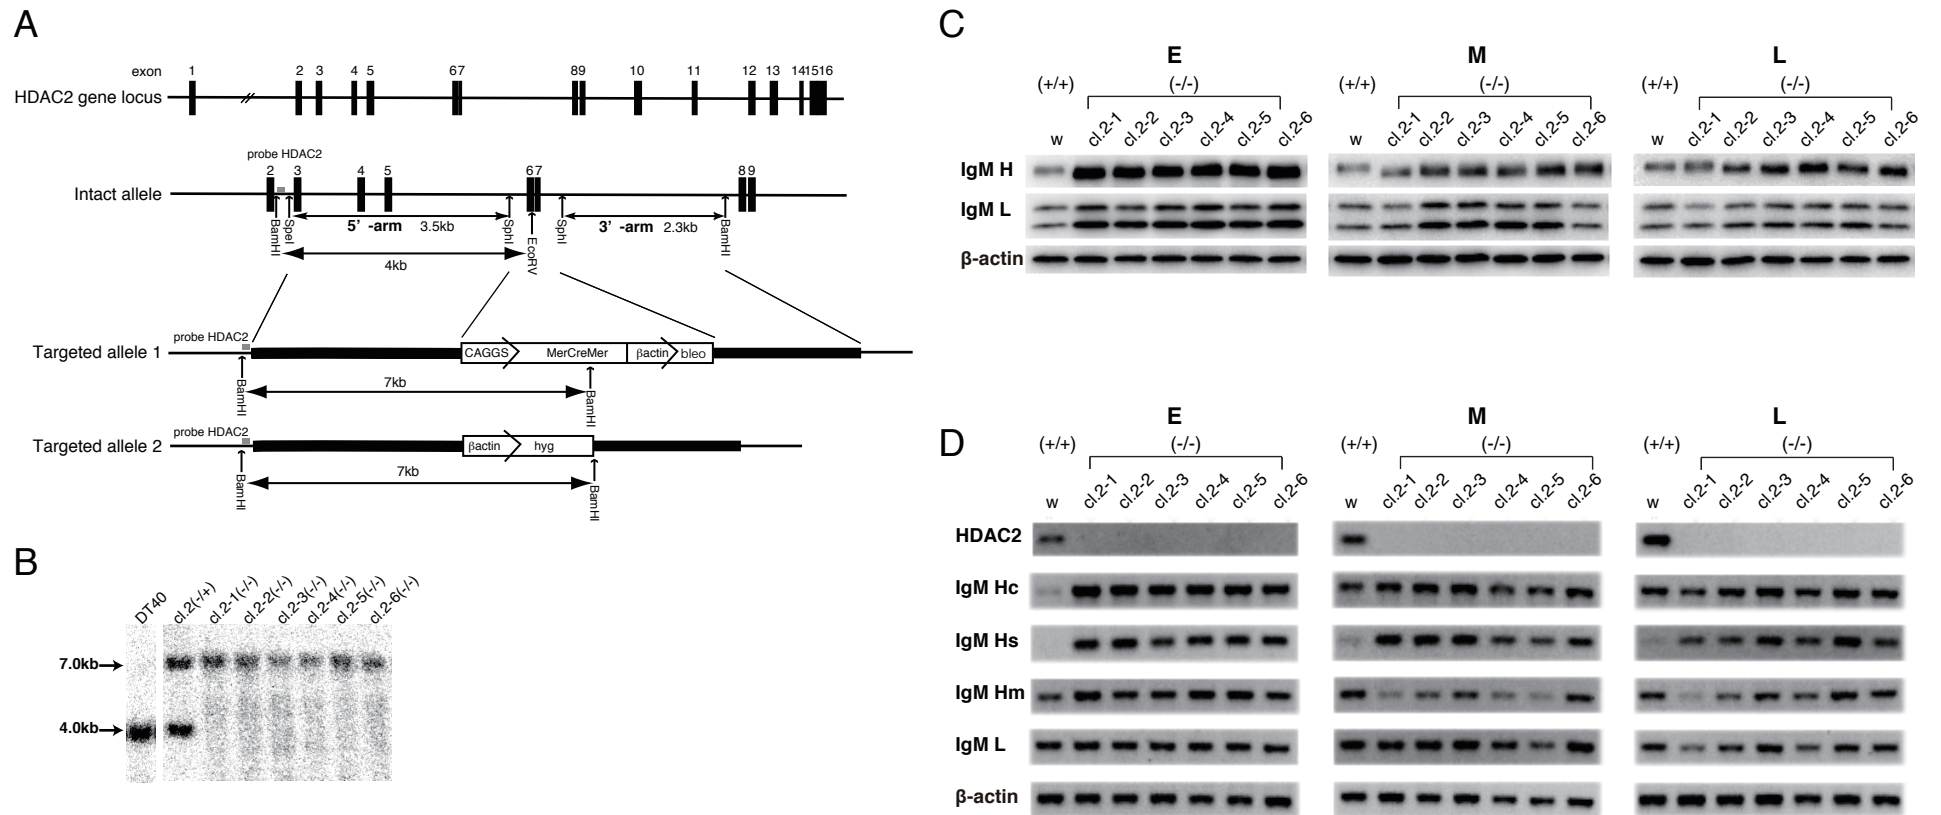 A
exon 1 2 3 4 5 67 89 10 11 12 13 141516
HDAC2 gene locus
probe HDAC2
2 3 4 5 67 89
Intact allele
5' -arm 3.5kb 3' -arm 2.3kb
BamHI SpeI SphI EcoRV SphI BamHI
4kb
probe HDAC2
Targeted allele 1 CAGGS MerCreMer βactin bleo
7kb
BamHI BamHI
probe HDAC2
Targeted allele 2 βactin hyg
7kb
BamHI BamHI
B
DT40 cl.2(-/+) cl.2-1(-/-) cl.2-2(-/-) cl.2-3(-/-) cl.2-4(-/-) cl.2-5(-/-) cl.2-6(-/-)
7.0kb
4.0kb
C
E M L
(+/+) (-/-) (+/+) (-/-) (+/+) (-/-)
w cl.2-1 cl.2-2 cl.2-3 cl.2-4 cl.2-5 cl.2-6 w cl.2-1 cl.2-2 cl.2-3 cl.2-4 cl.2-5 cl.2-6 w cl.2-1 cl.2-2 cl.2-3 cl.2-4 cl.2-5 cl.2-6
IgM H
IgM L
β-actin
D
E M L
(+/+) (-/-) (+/+) (-/-) (+/+) (-/-)
w cl.2-1 cl.2-2 cl.2-3 cl.2-4 cl.2-5 cl.2-6 w cl.2-1 cl.2-2 cl.2-3 cl.2-4 cl.2-5 cl.2-6 w cl.2-1 cl.2-2 cl.2-3 cl.2-4 cl.2-5 cl.2-6
HDAC2
IgM Hc
IgM Hs
IgM Hm
IgM L
β-actin